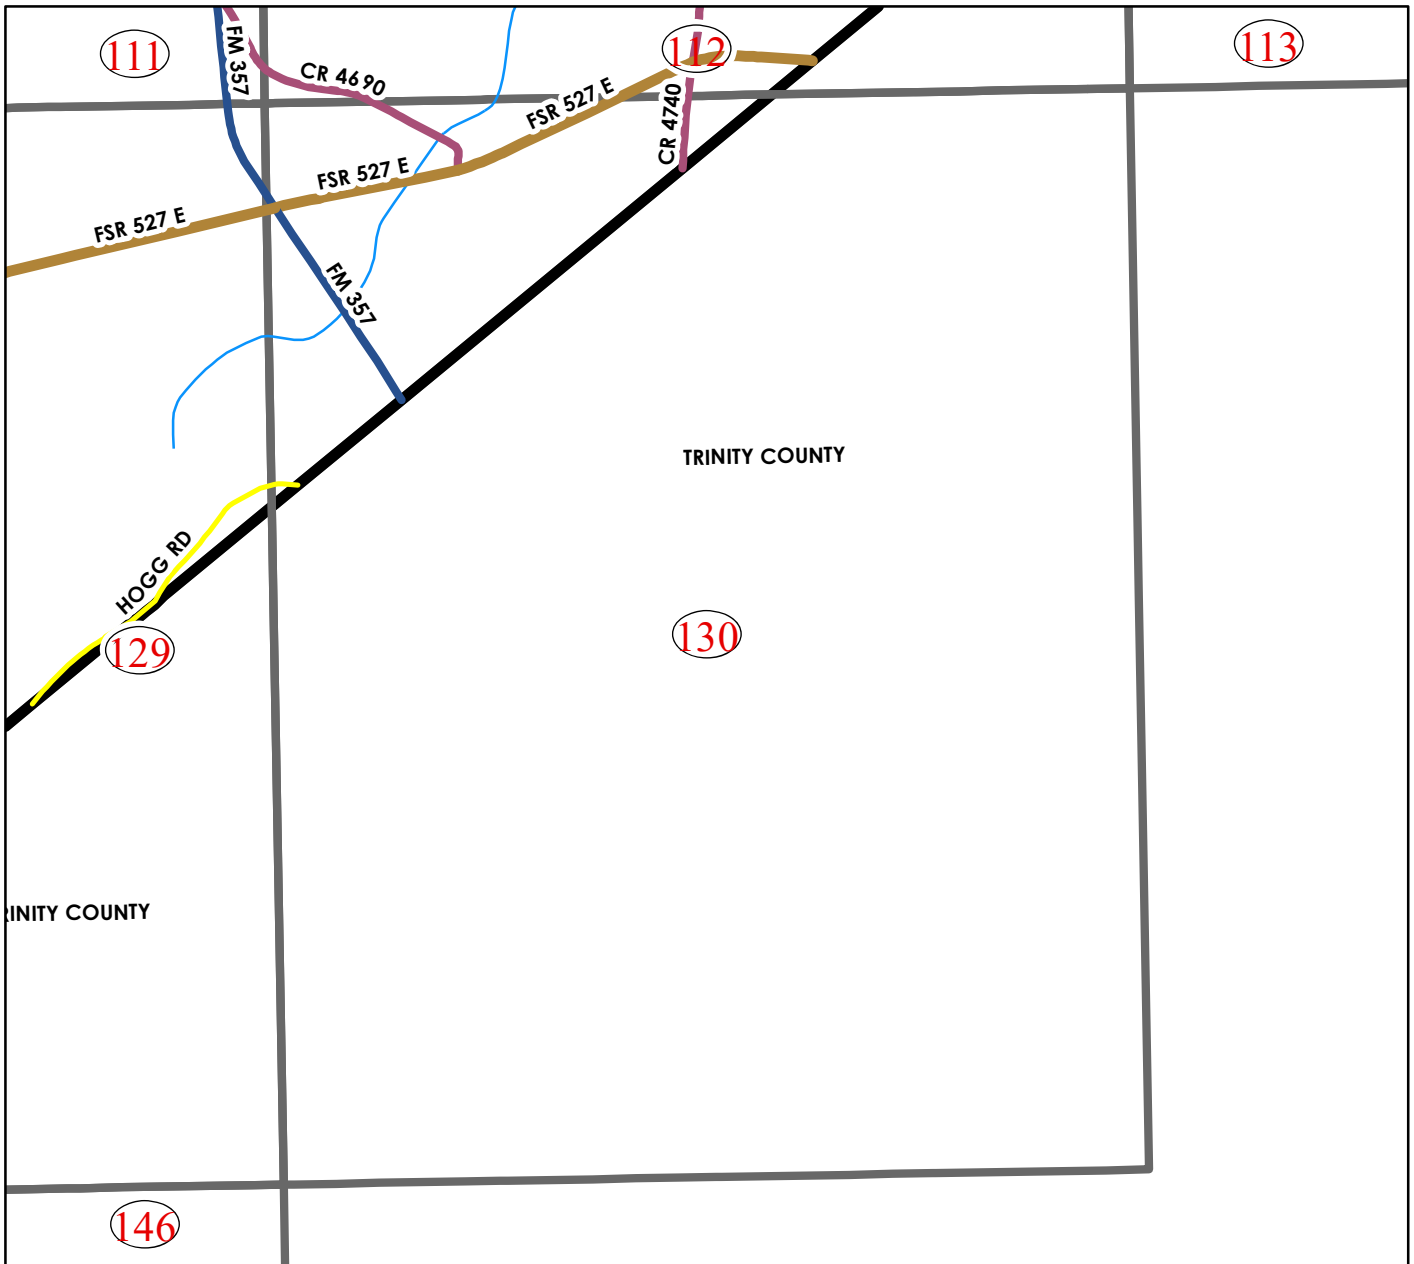 111
112
113
FM 357
CR 4690
FSR 527 E
CR 4740
FSR 527 E
FSR 527 E
FM 357
TRINITY COUNTY
HOGG RD
129
130
RINITY COUNTY
146